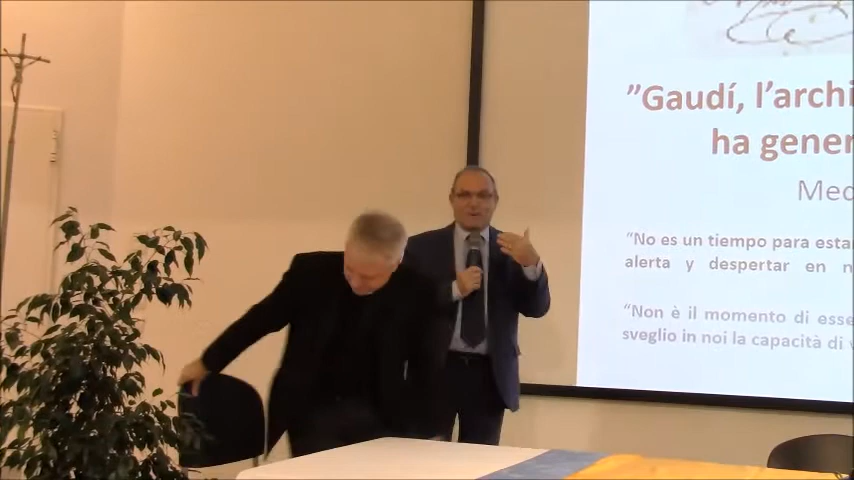 ”Gaudí, l’archi
ha gener
Med
“No es un tiempo para esta
alerta y despertar en n
“Non è il momento di esse
sveglio in noi la capacità di v